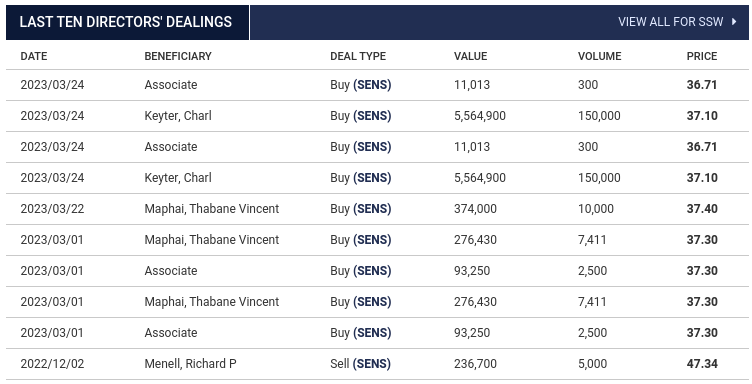 LAST TEN DIRECTORS' DEALINGS VIEW ALL FOR SSW
DATE BENEFICIARY DEAL TYPE VALUE VOLUME PRICE
2023/03/24 Associate Buy (SENS) 11,013 300 36.71
2023/03/24 Keyter, Charl Buy (SENS) 5,564,900 150,000 37.10
2023/03/24 Associate Buy (SENS) 11,013 300 36.71
2023/03/24 Keyter, Charl Buy (SENS) 5,564,900 150,000 37.10
2023/03/22 Maphai, Thabane Vincent Buy (SENS) 374,000 10,000 37.40
2023/03/01 Maphai, Thabane Vincent Buy (SENS) 276,430 7,411 37.30
2023/03/01 Associate Buy (SENS) 93,250 2,500 37.30
2023/03/01 Maphai, Thabane Vincent Buy (SENS) 276,430 7,411 37.30
2023/03/01 Associate Buy (SENS) 93,250 2,500 37.30
2022/12/02 Menell, Richard P Sell (SENS) 236,700 5,000 47.34